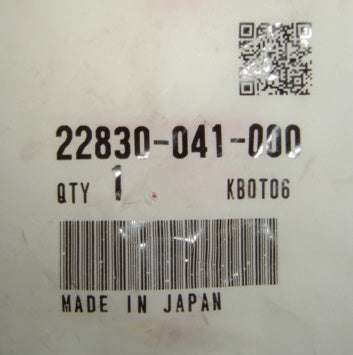 22830-041-000
QTY 1 KBOT06
MADE IN JAPAN